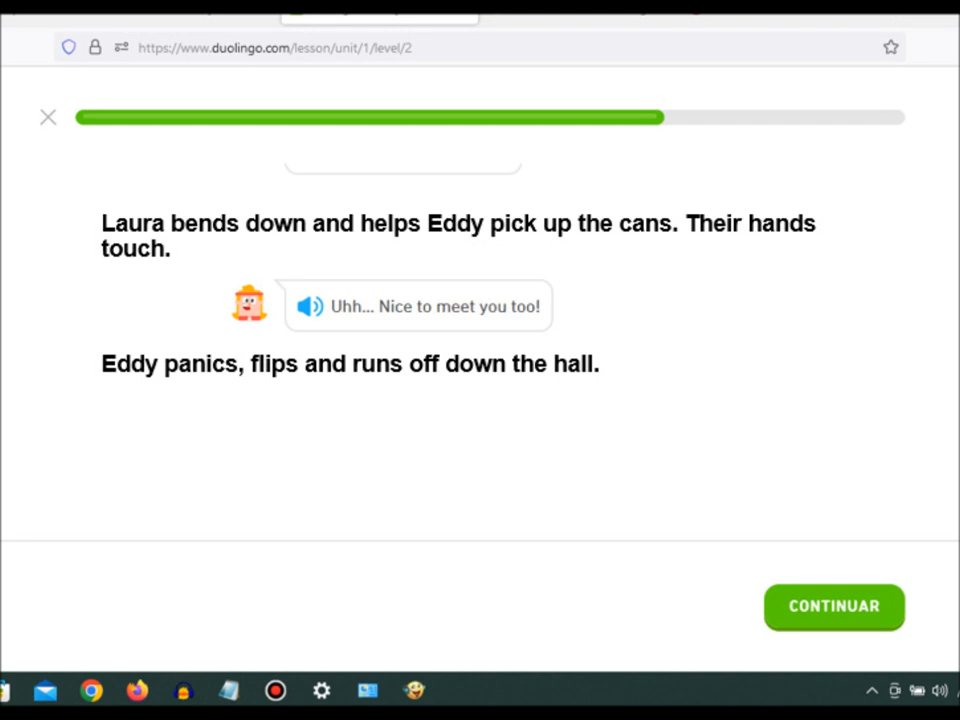 https://www.duolingo.com/lesson/unit/1/level/2
Laura bends down and helps Eddy pick up the cans. Their hands
touch.
Uhh... Nice to meet you too!
Eddy panics, flips and runs off down the hall.
CONTINUAR